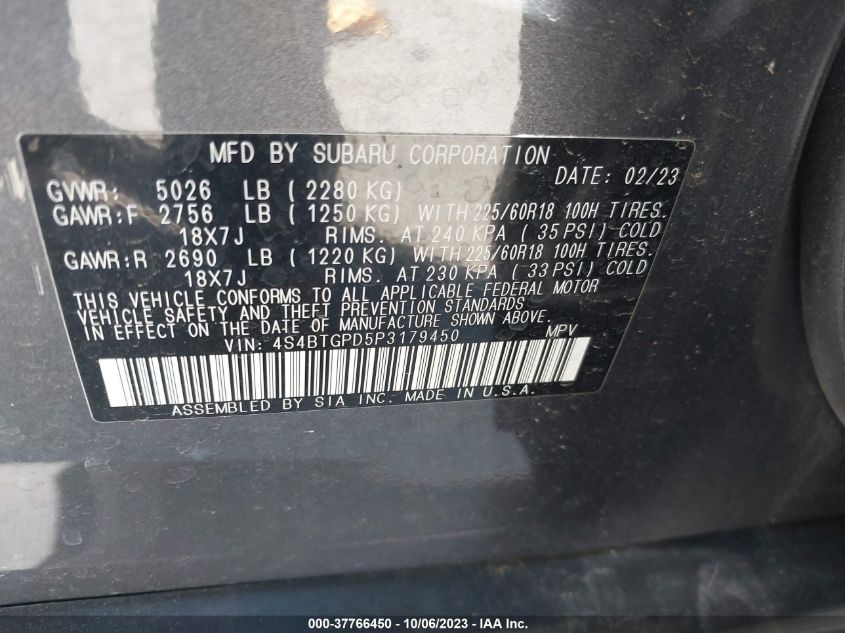 MFD BY SUBARU CORPORATION
DATE: 02/23
GVWR: 5026 LB ( 2280 KG)
GAWR:F 2756 LB ( 1250 KG) WITH 225/60R18 100H TIRES.
18X7J RIMS. AT 240 KPA ( 35 PSI) COLD
GAWR:R 2690 LB ( 1220 KG) WITH 225/60R18 100H TIRES.
18X7J RIMS. AT 230 KPA ( 33 PSI) COLD
THIS VEHICLE CONFORMS TO ALL APPLICABLE FEDERAL MOTOR
VEHICLE SAFETY AND THEFT PREVENTION STANDARDS
IN EFFECT ON THE DATE OF MANUFACTURE SHOWN ABOVE.
VIN: 4S4BTGPD5P3179450 MPV
ASSEMBLED BY SIA INC. MADE IN U.S.A.
000-37766450 - 10/06/2023 - IAA Inc.